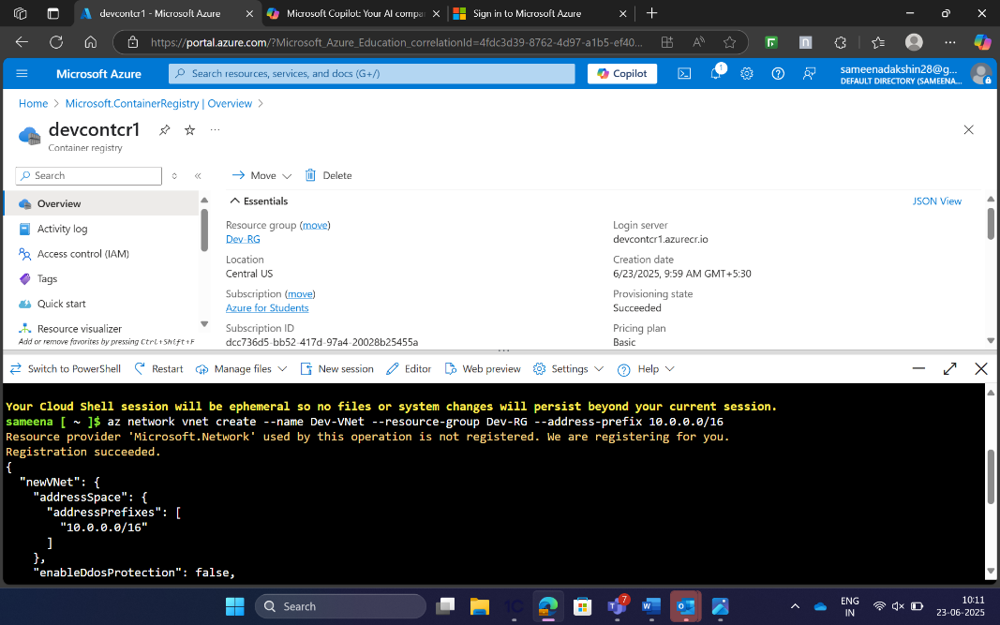 devcontcr1 - Microsoft Azure
Microsoft Copilot: Your AI compa
Sign in to Microsoft Azure
https://portal.azure.com/?Microsoft_Azure_Education_correlationId=4fdc3d39-8762-4d97-a1b5-ef40...
Microsoft Azure
Search resources, services, and docs (G+/)
Copilot
1
sameenadakshin28@g...
DEFAULT DIRECTORY (SAMEENA...
Home > Microsoft.ContainerRegistry | Overview >
devcontcr1
Container registry
Search
Move
Delete
Overview
Activity log
Access control (IAM)
Tags
Quick start
Resource visualizer
Add or remove favorites by pressing Ctrl+Shift+F
Essentials
JSON View
Resource group (move)
Dev-RG
Location
Central US
Subscription (move)
Azure for Students
Subscription ID
dcc736d5-bb52-417d-97a4-20028b25455a
Login server
devcontcr1.azurecr.io
Creation date
6/23/2025, 9:59 AM GMT+5:30
Provisioning state
Succeeded
Pricing plan
Basic
Switch to PowerShell
Restart
Manage files
New session
Editor
Web preview
Settings
Help
Your Cloud Shell session will be ephemeral so no files or system changes will persist beyond your current session.
sameena [ ~ ]$ az network vnet create --name Dev-VNet --resource-group Dev-RG --address-prefix 10.0.0.0/16
Resource provider 'Microsoft.Network' used by this operation is not registered. We are registering for you.
Registration succeeded.
{
"newVNet": {
"addressSpace": {
"addressPrefixes": [
"10.0.0.0/16"
]
},
"enableDdosProtection": false,
Search
7
ENG
IN
10:11
23-06-2025